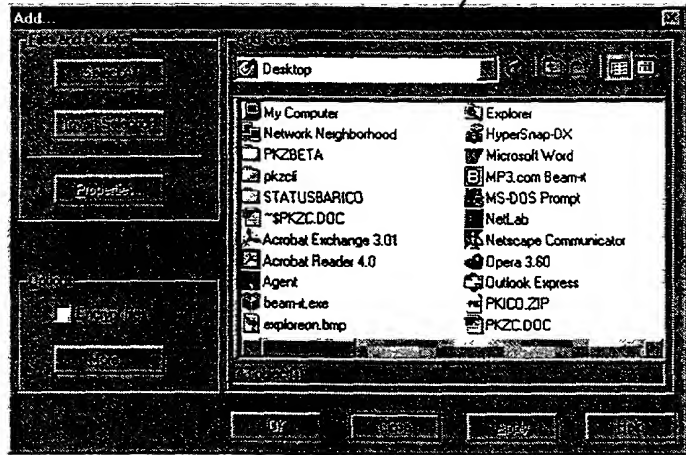 Add...
Desktop
My Computer
Network Neighborhood
PKZBETA
pkzcli
STATUSBARICO
~$PKZC.DOC
Acrobat Exchange 3.01
Acrobat Reader 4.0
Agent
beam-it.exe
exploreon.bmp
Explorer
HyperSnap-DX
Microsoft Word
MP3.com Beam-it
MS-DOS Prompt
NetLab
Netscape Communicator
Opera 3.60
Outlook Express
PKICO.ZIP
PKZC.DOC
Properties
OK